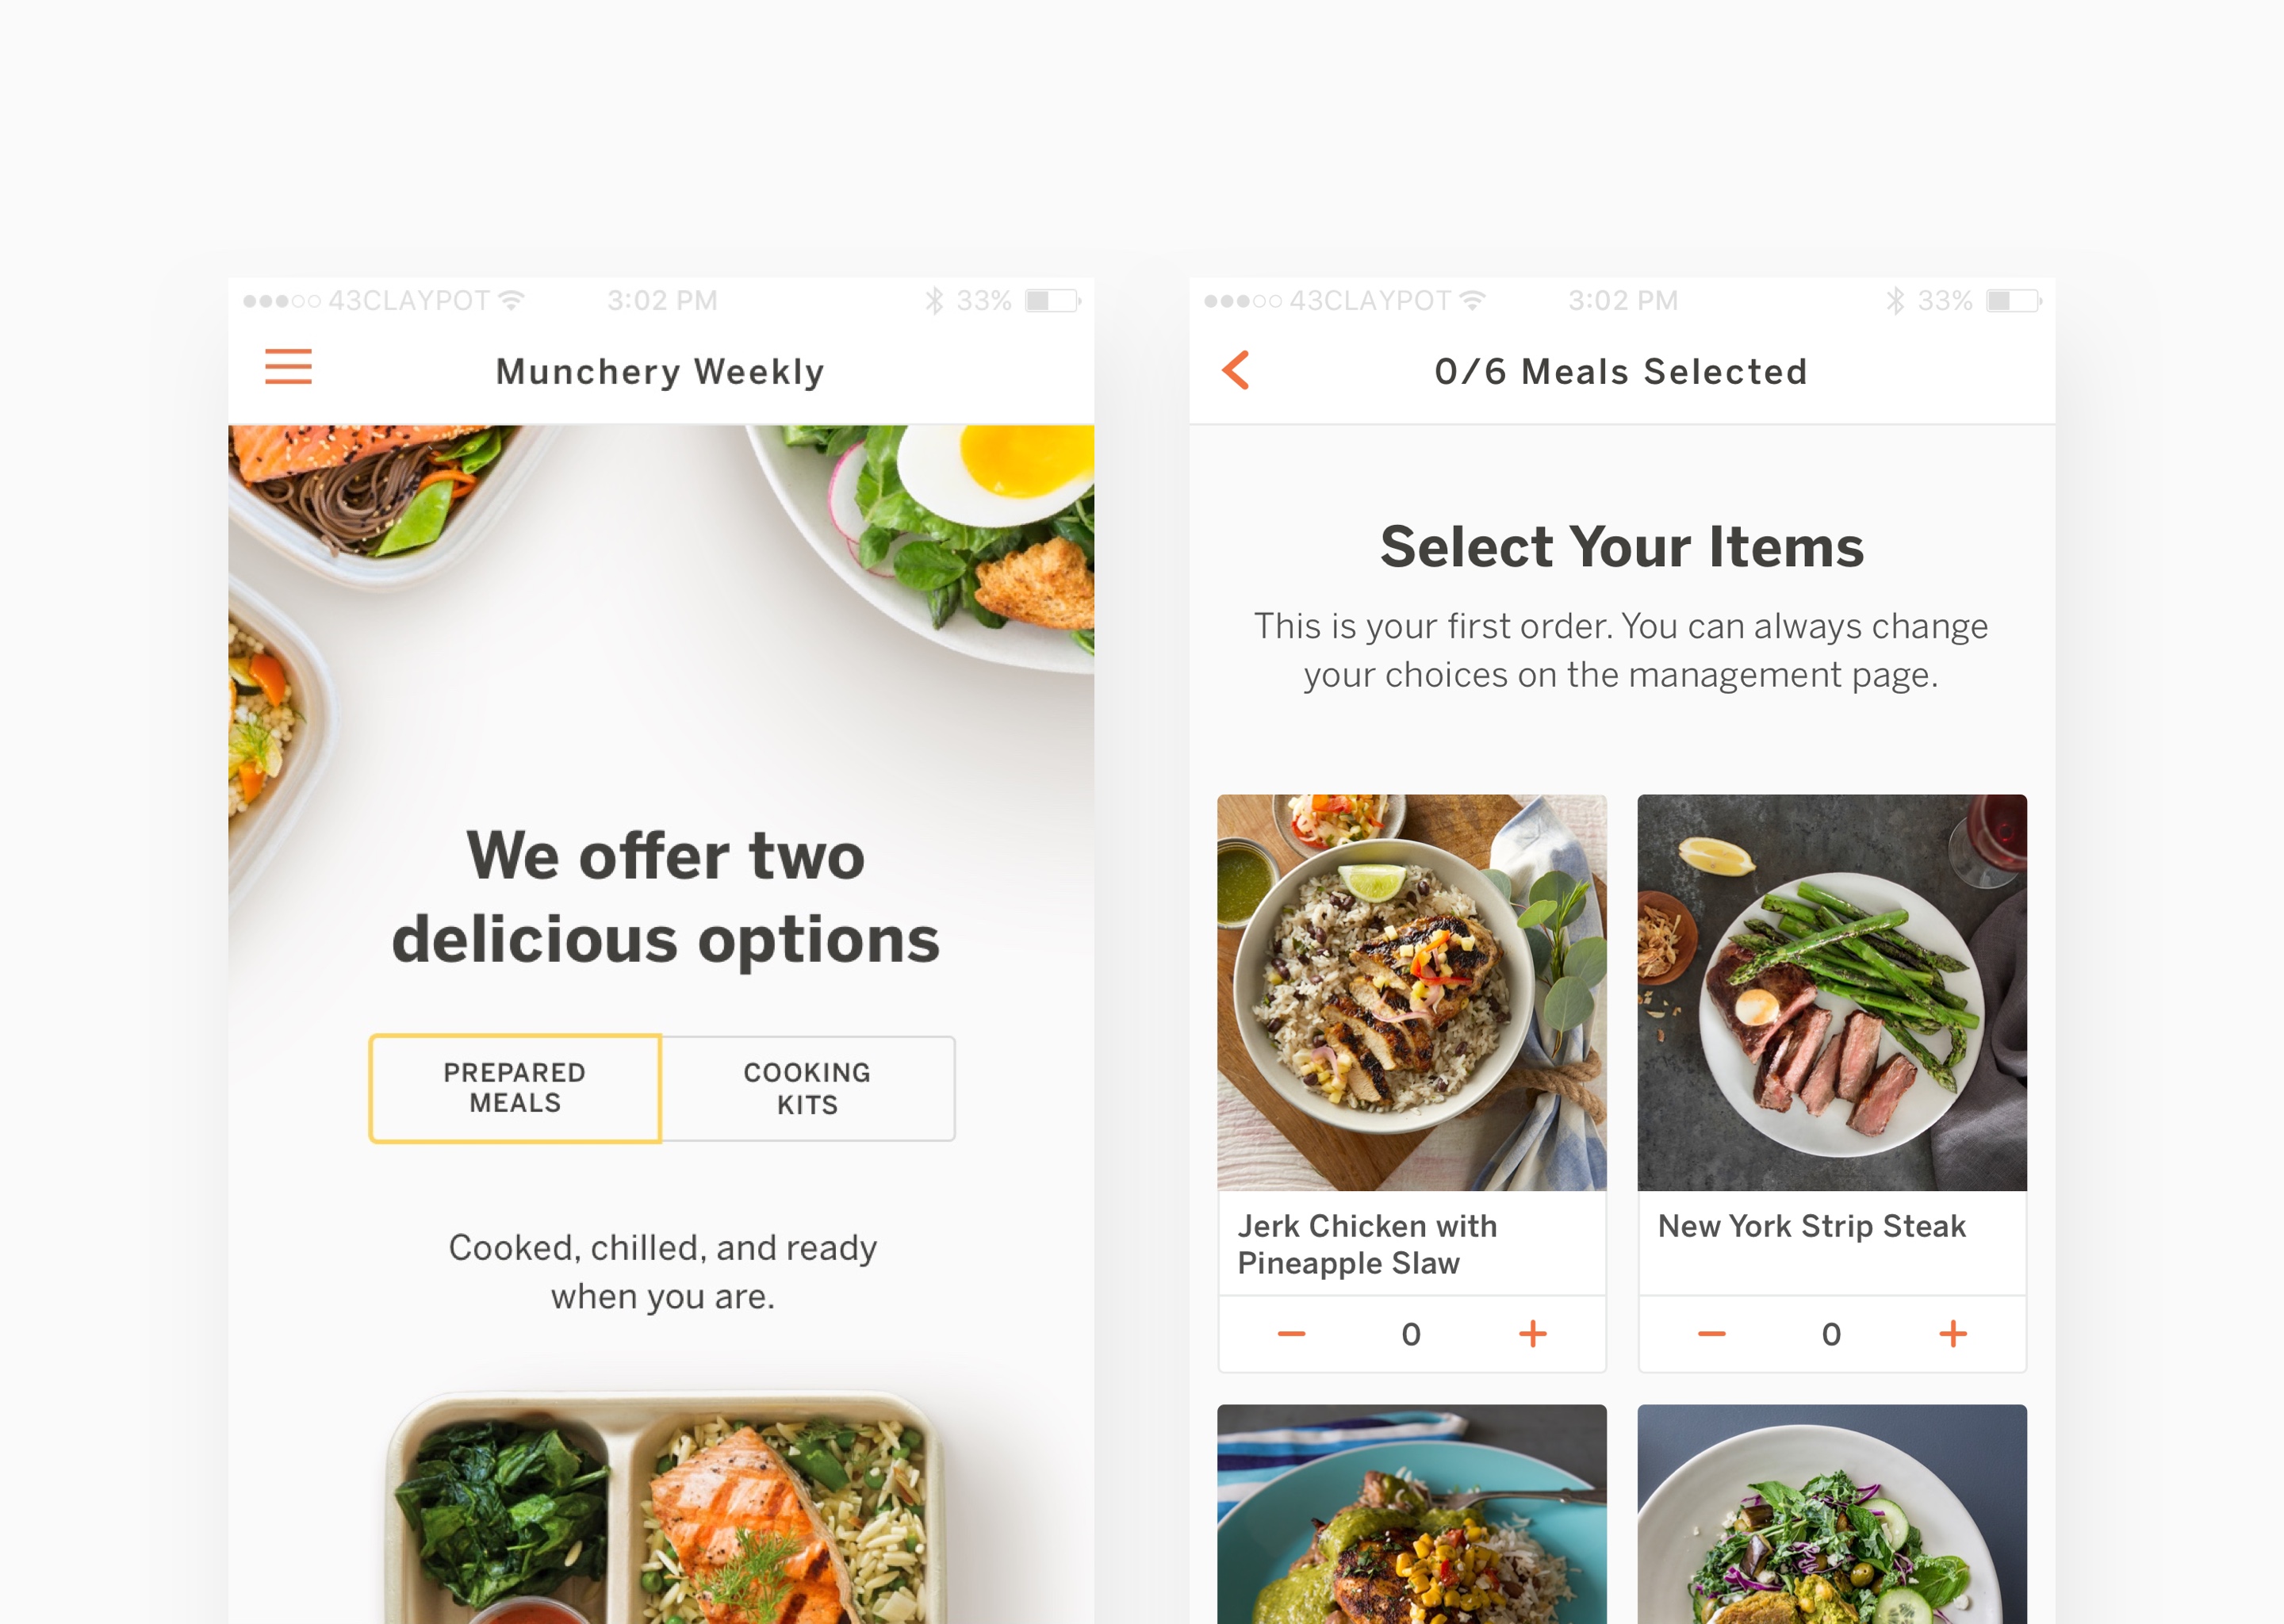 43CLAYPOT 3:02 PM 33%
Munchery Weekly
We offer two
delicious options
PREPARED
MEALS
COOKING
KITS
Cooked, chilled, and ready
when you are.
43CLAYPOT 3:02 PM 33%
0/6 Meals Selected
Select Your Items
This is your first order. You can always change
your choices on the management page.
Jerk Chicken with
Pineapple Slaw
− 0 +
New York Strip Steak
− 0 +